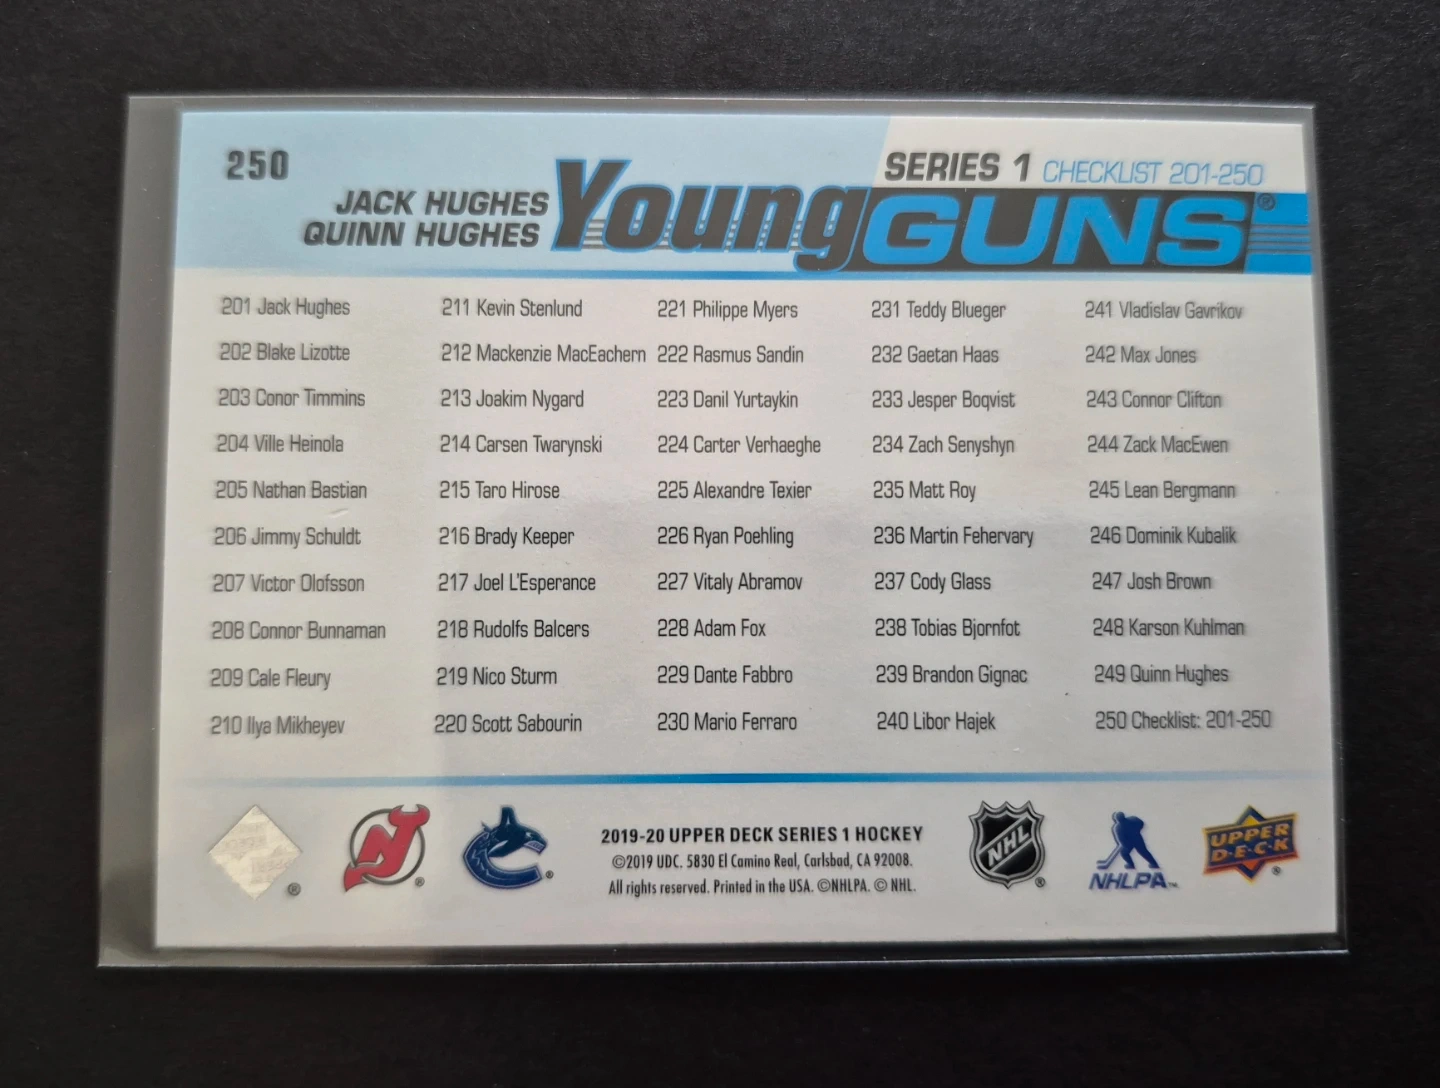 250
SERIES 1 CHECKLIST 201-250
JACK HUGHES
QUINN HUGHES
Young GUNS®
201 Jack Hughes
202 Blake Lizotte
203 Conor Timmins
204 Ville Heinola
205 Nathan Bastian
206 Jimmy Schuldt
207 Victor Olofsson
208 Connor Bunnaman
209 Cale Fleury
210 Ilya Mikheyev
211 Kevin Stenlund
212 Mackenzie MacEachern
213 Joakim Nygard
214 Carsen Twarynski
215 Taro Hirose
216 Brady Keeper
217 Joel L'Esperance
218 Rudolfs Balcers
219 Nico Sturm
220 Scott Sabourin
221 Philippe Myers
222 Rasmus Sandin
223 Danil Yurtaykin
224 Carter Verhaeghe
225 Alexandre Texier
226 Ryan Poehling
227 Vitaly Abramov
228 Adam Fox
229 Dante Fabbro
230 Mario Ferraro
231 Teddy Blueger
232 Gaetan Haas
233 Jesper Boqvist
234 Zach Senyshyn
235 Matt Roy
236 Martin Fehervary
237 Cody Glass
238 Tobias Bjornfot
239 Brandon Gignac
240 Libor Hajek
241 Vladislav Gavrikov
242 Max Jones
243 Connor Clifton
244 Zack MacEwen
245 Lean Bergmann
246 Dominik Kubalik
247 Josh Brown
248 Karson Kuhlman
249 Quinn Hughes
250 Checklist: 201-250
®
NJ®
®
2019-20 UPPER DECK SERIES 1 HOCKEY
©2019 UDC. 5830 El Camino Real, Carlsbad, CA 92008.
All rights reserved. Printed in the USA. ©NHLPA. © NHL.
NHL®
NHLPA™
UPPER
D·E·C·K®